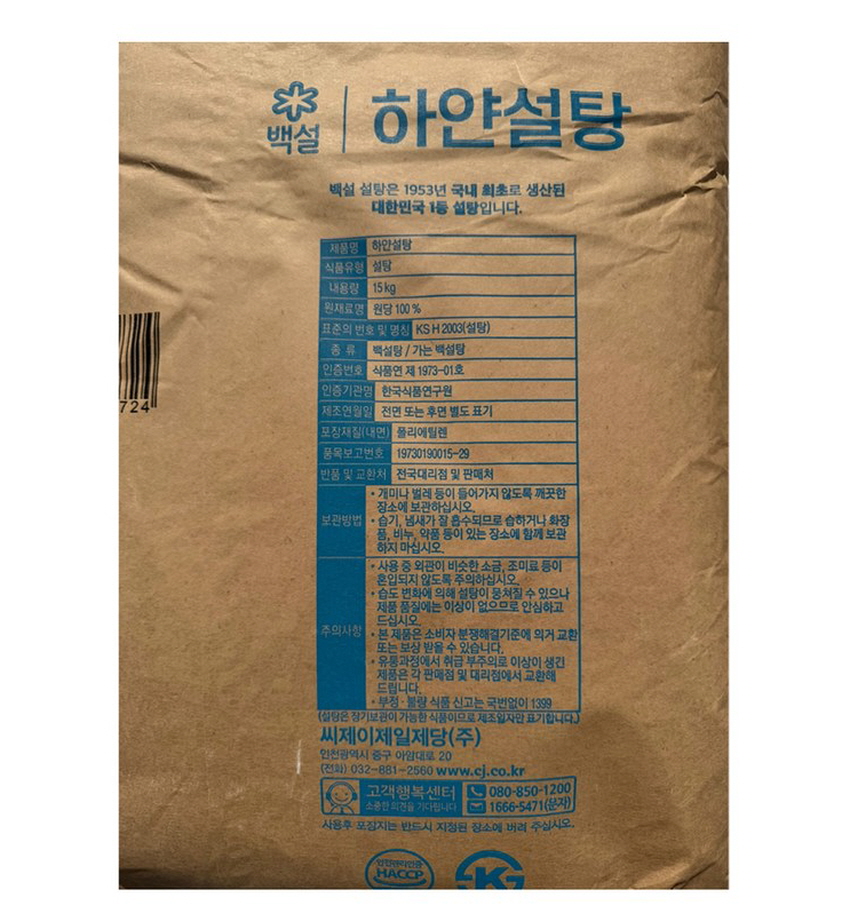 백설
하얀설탕
백설 설탕은 1953년 국내 최초로 생산된
대한민국 1등 설탕입니다.
제품명 하얀설탕
식품유형 설탕
내용량 15 kg
원재료명 원당 100 %
표준의 번호 및 명칭 KS H 2003(설탕)
종 류 백설탕 / 가는 백설탕
인증번호 식품연 제 1973-01호
인증기관명 한국식품연구원
제조연월일 전면 또는 후면 별도 표기
포장재질(내면) 폴리에틸렌
품목보고번호 19730190015-29
반품 및 교환처 전국대리점 및 판매처
보관방법
• 개미나 벌레 등이 들어가지 않도록 깨끗한
장소에 보관하십시오.
• 습기, 냄새가 잘 흡수되므로 습하거나 화장
품, 비누, 약품 등이 있는 장소에 함께 보관
하지 마십시오.
주의사항
• 사용 중 외관이 비슷한 소금, 조미료 등이
혼입되지 않도록 주의하십시오.
• 습도 변화에 의해 설탕이 뭉쳐질 수 있으나
제품 품질에는 이상이 없으므로 안심하고
드십시오.
• 본 제품은 소비자 분쟁해결기준에 의거 교환
또는 보상 받을 수 있습니다.
• 유통과정에서 취급 부주의로 이상이 생긴
제품은 각 판매점 및 대리점에서 교환해
드립니다.
• 부정·불량 식품 신고는 국번없이 1399
(설탕은 장기보관이 가능한 식품이므로 제조일자만 표기합니다.)
씨제이제일제당(주)
인천광역시 중구 아암대로 20
(전화) 032-881-2560 www.cj.co.kr
고객행복센터
소중한 의견을 기다립니다
080-850-1200
1666-5471(문자)
사용후 포장지는 반드시 지정된 장소에 버려 주십시오.
724
안전관리인증
HACCP